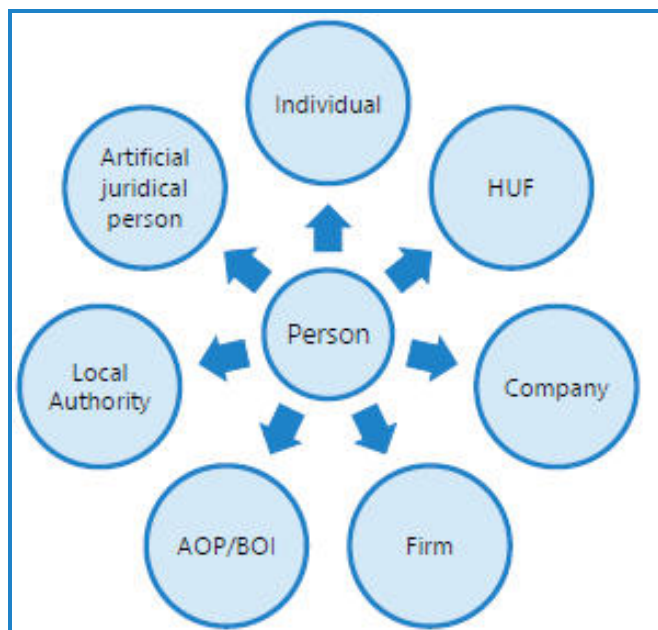 Individual
Artificial
juridical
person
HUF
Person
Local
Authority
Company
AOP/BOI
Firm